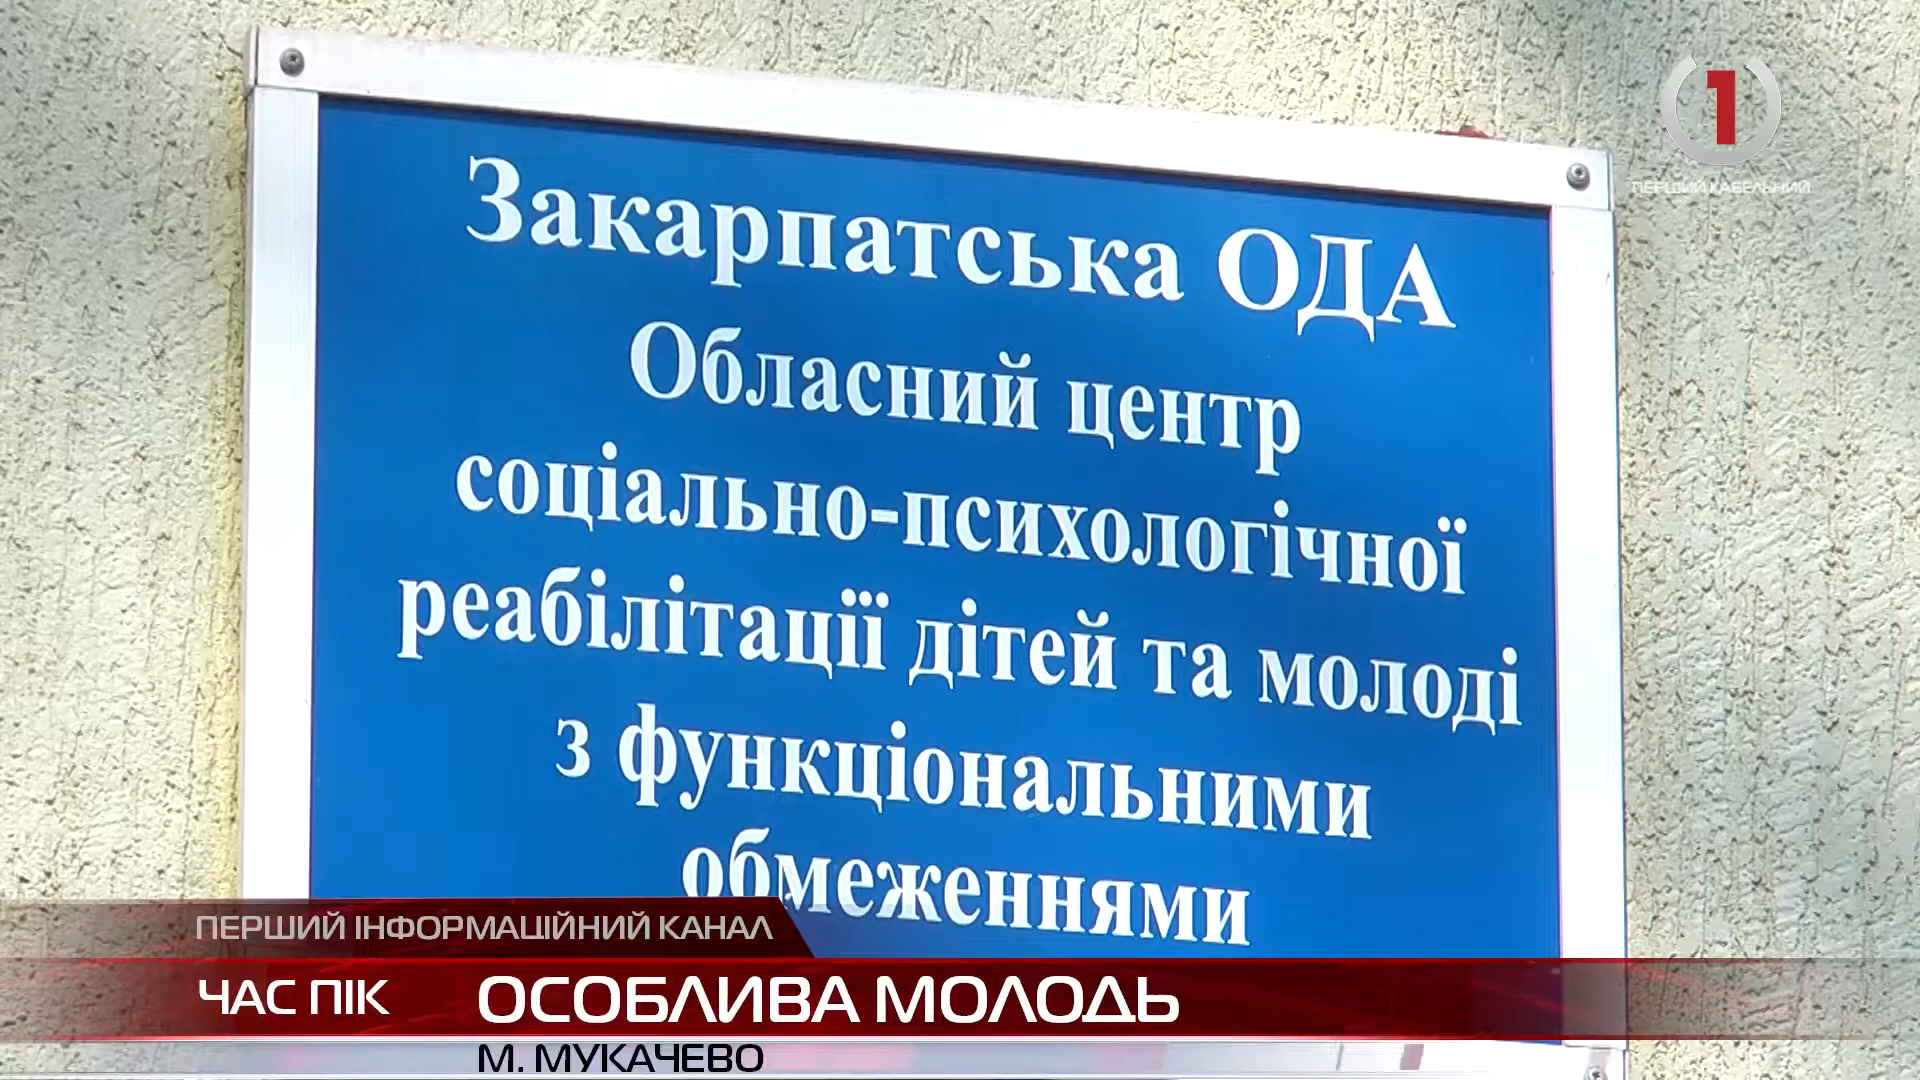 1
ПЕРШИЙ КАБЕЛЬНИЙ
Закарпатська ОДА
Обласний центр
соціально-психологічної
реабілітації дітей та молоді
з функціональними
обмеженнями
ПЕРШИЙ ІНФОРМАЦІЙНИЙ КАНАЛ
ЧАС ПІК ОСОБЛИВА МОЛОДЬ
М. МУКАЧЕВО